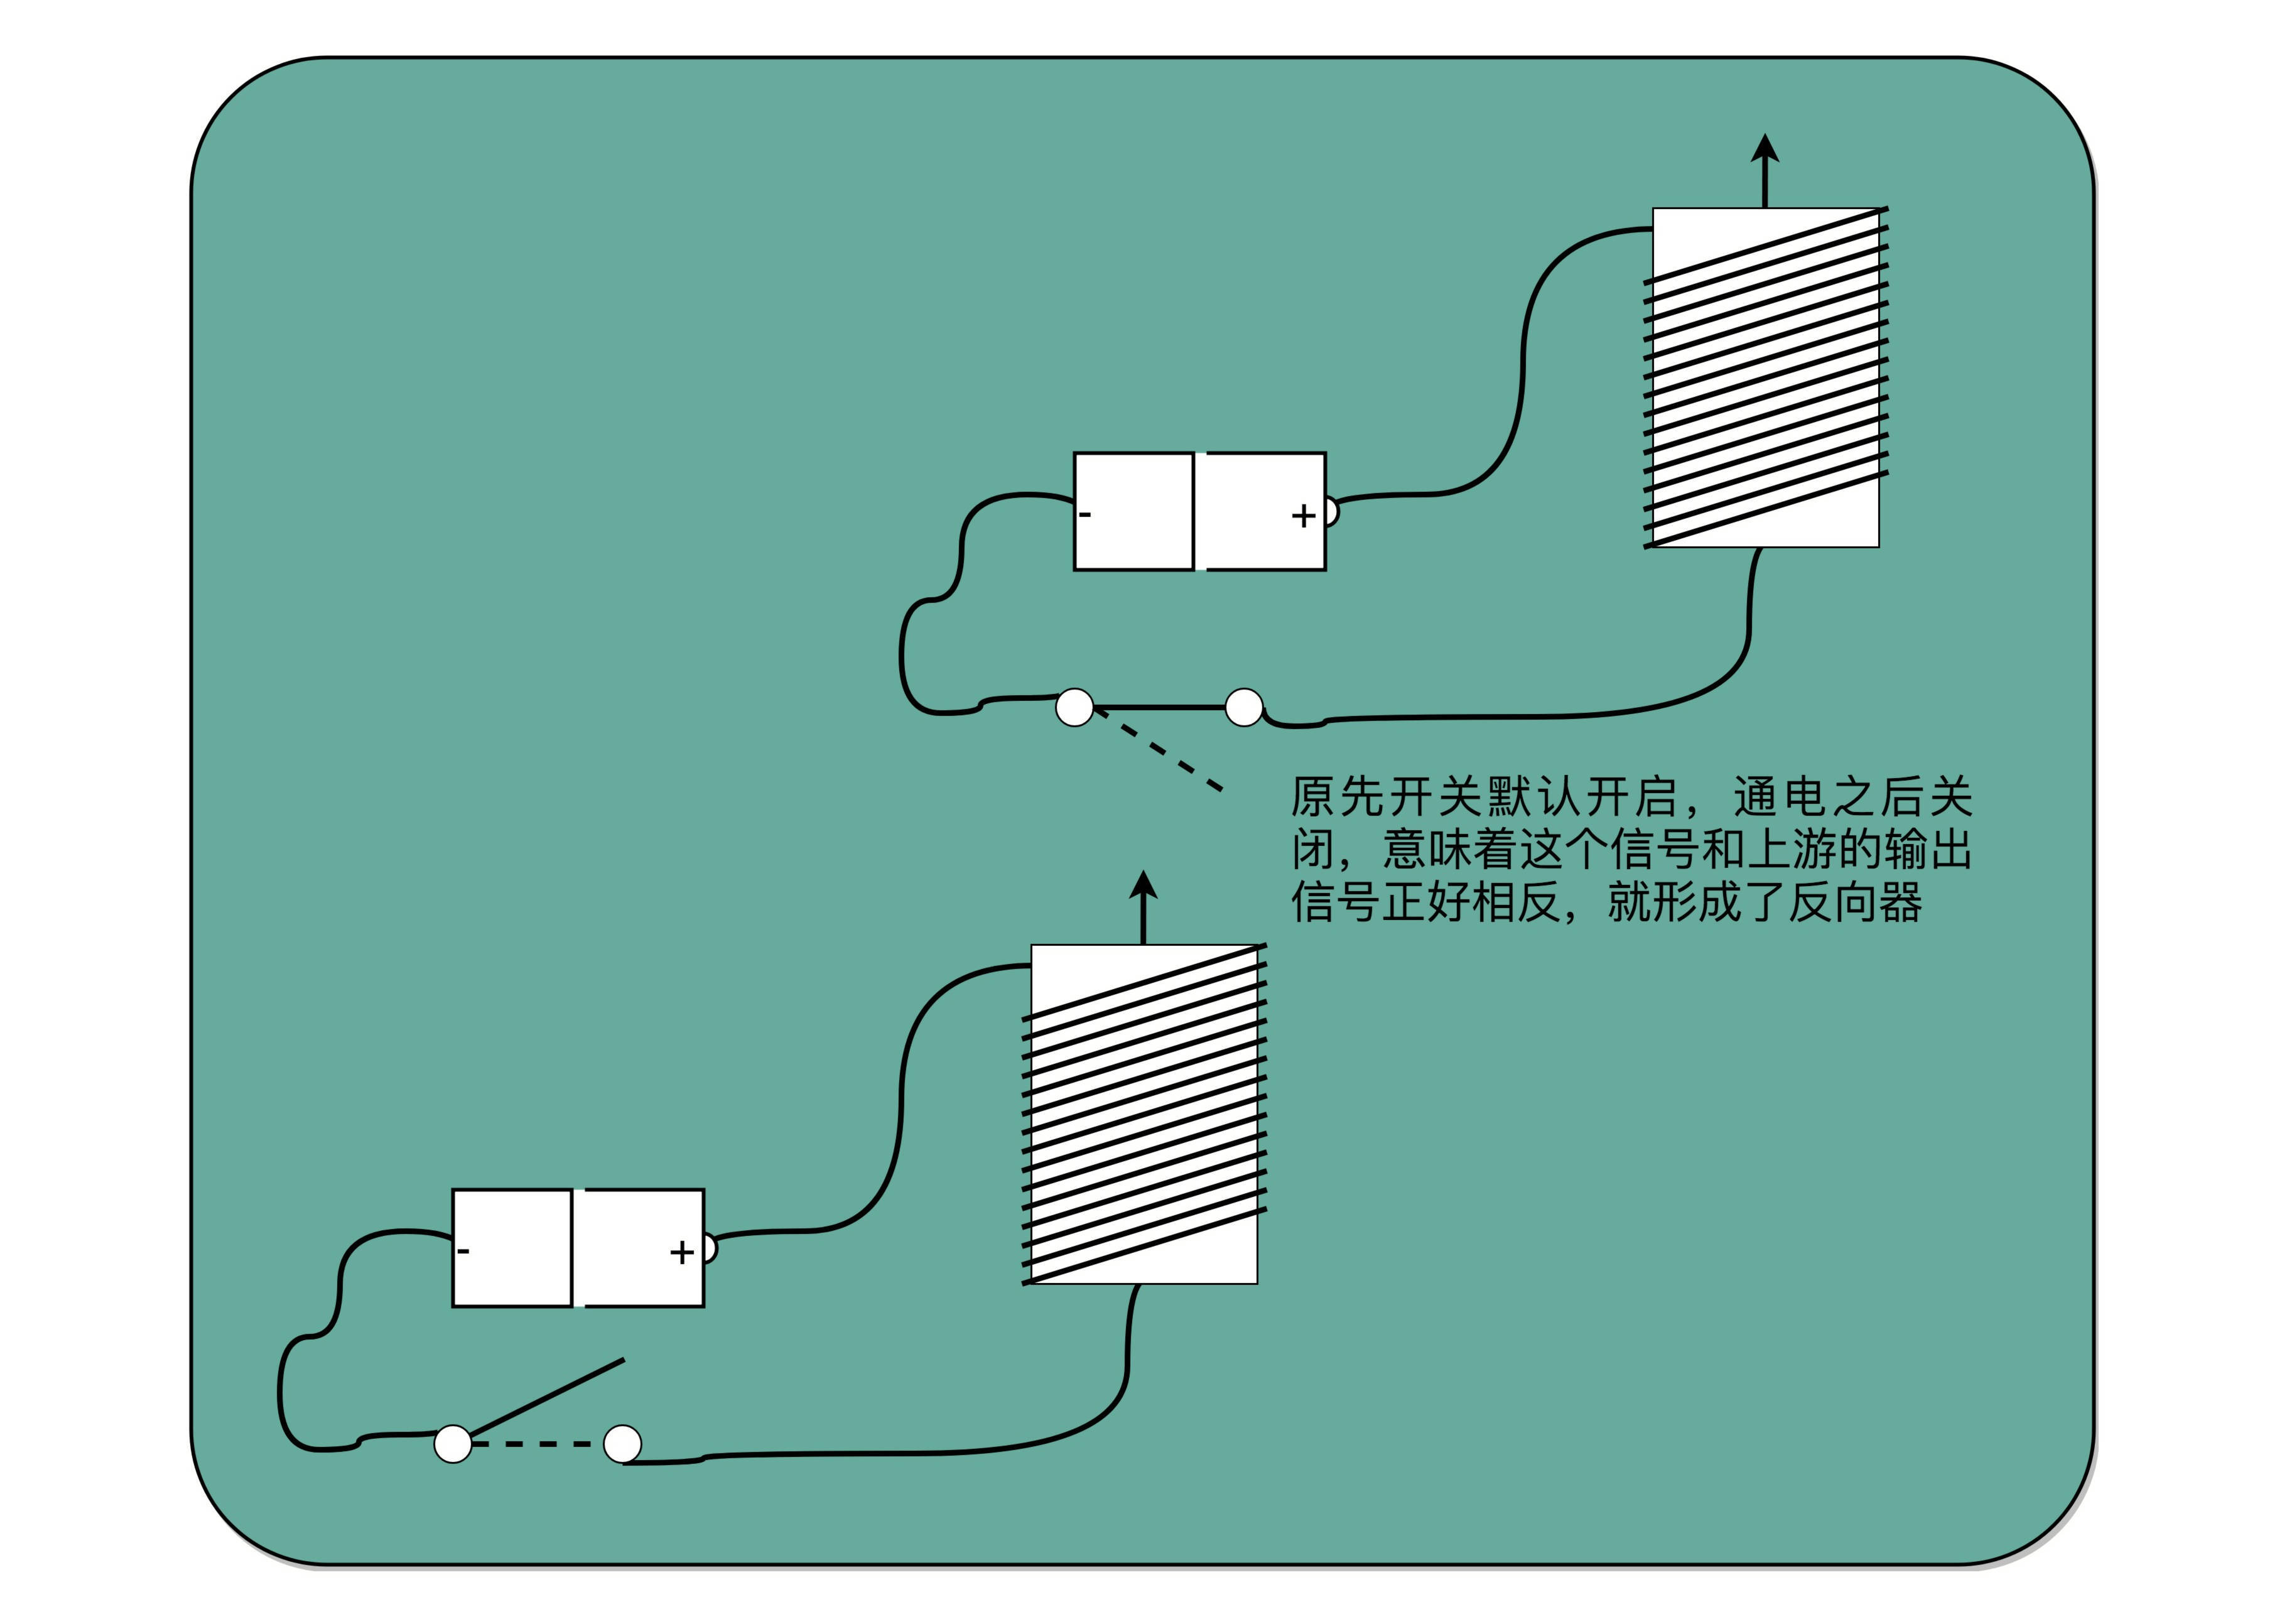 - +
原先开关默认开启，通电之后关
闭，意味着这个信号和上游的输出
信号正好相反，就形成了反向器
- +